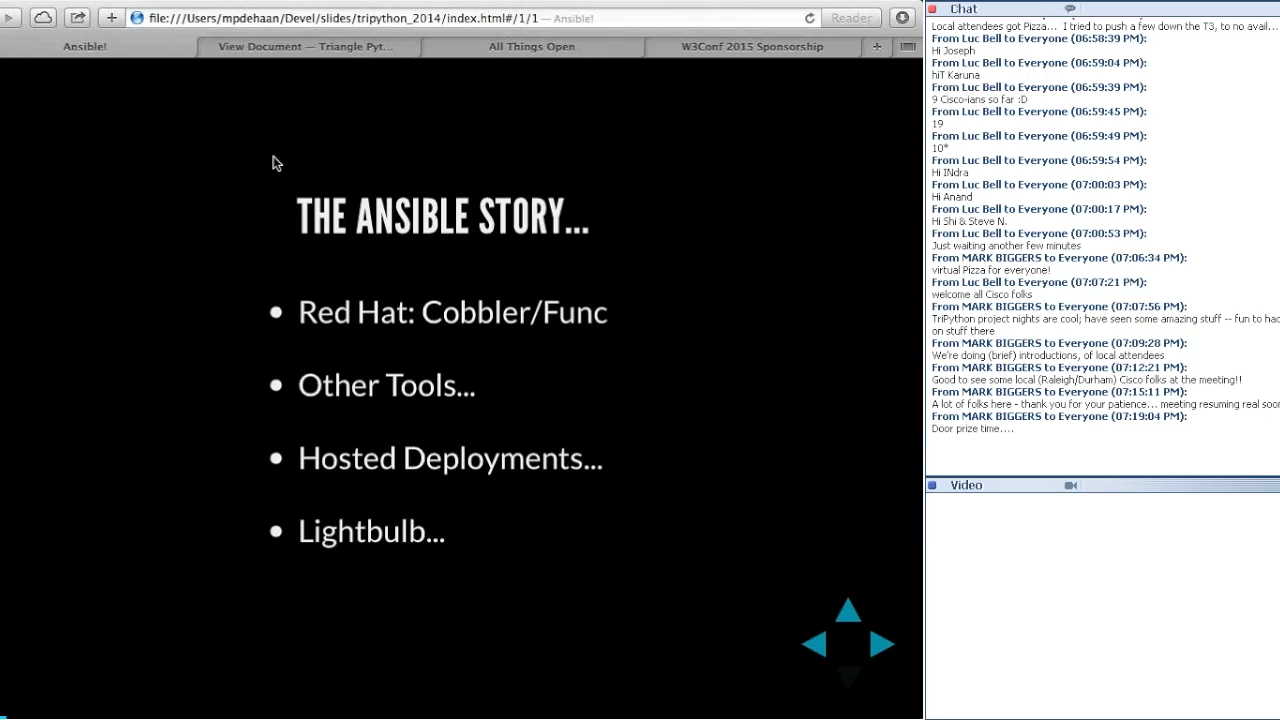 file:///Users/mpdehaan/Devel/slides/tripython_2014/index.html#/1/1 — Ansible!
Reader
Ansible!
View Document — Triangle Pyt...
All Things Open
W3Conf 2015 Sponsorship
THE ANSIBLE STORY...
• Red Hat: Cobbler/Func
• Other Tools...
• Hosted Deployments...
• Lightbulb...
Chat
Local attendees got Pizza... I tried to push a few down the T3, to no avail...
From Luc Bell to Everyone (06:58:39 PM):
Hi Joseph
From Luc Bell to Everyone (06:59:04 PM):
hiT Karuna
From Luc Bell to Everyone (06:59:39 PM):
9 Cisco-ians so far :D
From Luc Bell to Everyone (06:59:45 PM):
19
From Luc Bell to Everyone (06:59:49 PM):
10*
From Luc Bell to Everyone (06:59:54 PM):
Hi INdra
From Luc Bell to Everyone (07:00:03 PM):
Hi Anand
From Luc Bell to Everyone (07:00:17 PM):
Hi Shi & Steve N.
From Luc Bell to Everyone (07:00:53 PM):
Just waiting another few minutes
From MARK BIGGERS to Everyone (07:06:34 PM):
virtual Pizza for everyone!
From Luc Bell to Everyone (07:07:21 PM):
welcome all Cisco folks
From MARK BIGGERS to Everyone (07:07:56 PM):
TriPython project nights are cool; have seen some amazing stuff -- fun to hac
on stuff there
From MARK BIGGERS to Everyone (07:09:28 PM):
We're doing (brief) introductions, of local attendees
From MARK BIGGERS to Everyone (07:12:21 PM):
Good to see some local (Raleigh/Durham) Cisco folks at the meeting!!
From MARK BIGGERS to Everyone (07:15:11 PM):
A lot of folks here - thank you for your patience... meeting resuming real soon
From MARK BIGGERS to Everyone (07:19:04 PM):
Door prize time....
Video